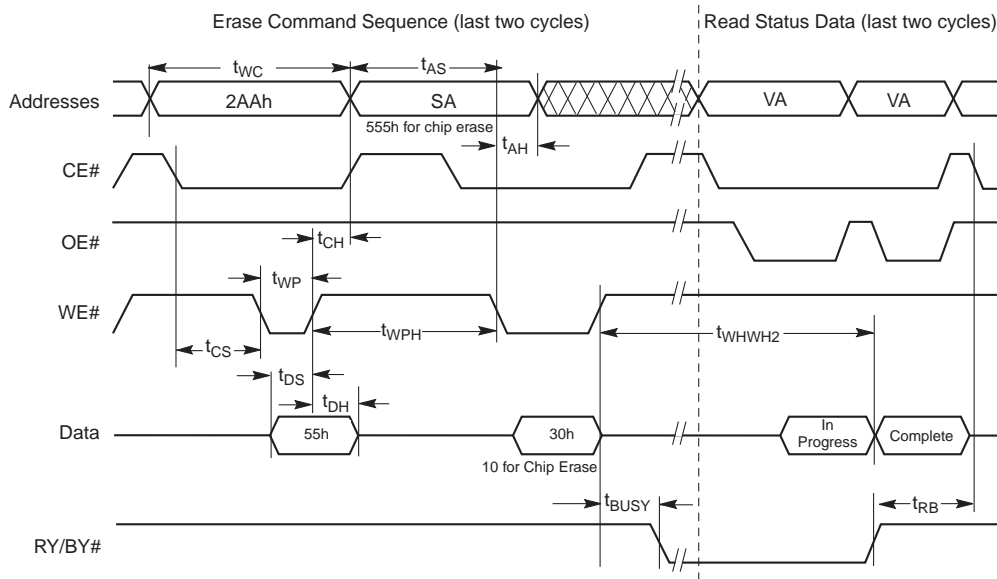 Erase Command Sequence (last two cycles) Read Status Data (last two cycles)
tWC tAS
Addresses 2AAh SA VA VA
555h for chip erase
tAH
CE#
OE#
tCH
tWP
WE#
tWPH tWHWH2
tCS
tDS
tDH
Data 55h 30h In Progress Complete
10 for Chip Erase
tBUSY tRB
RY/BY#